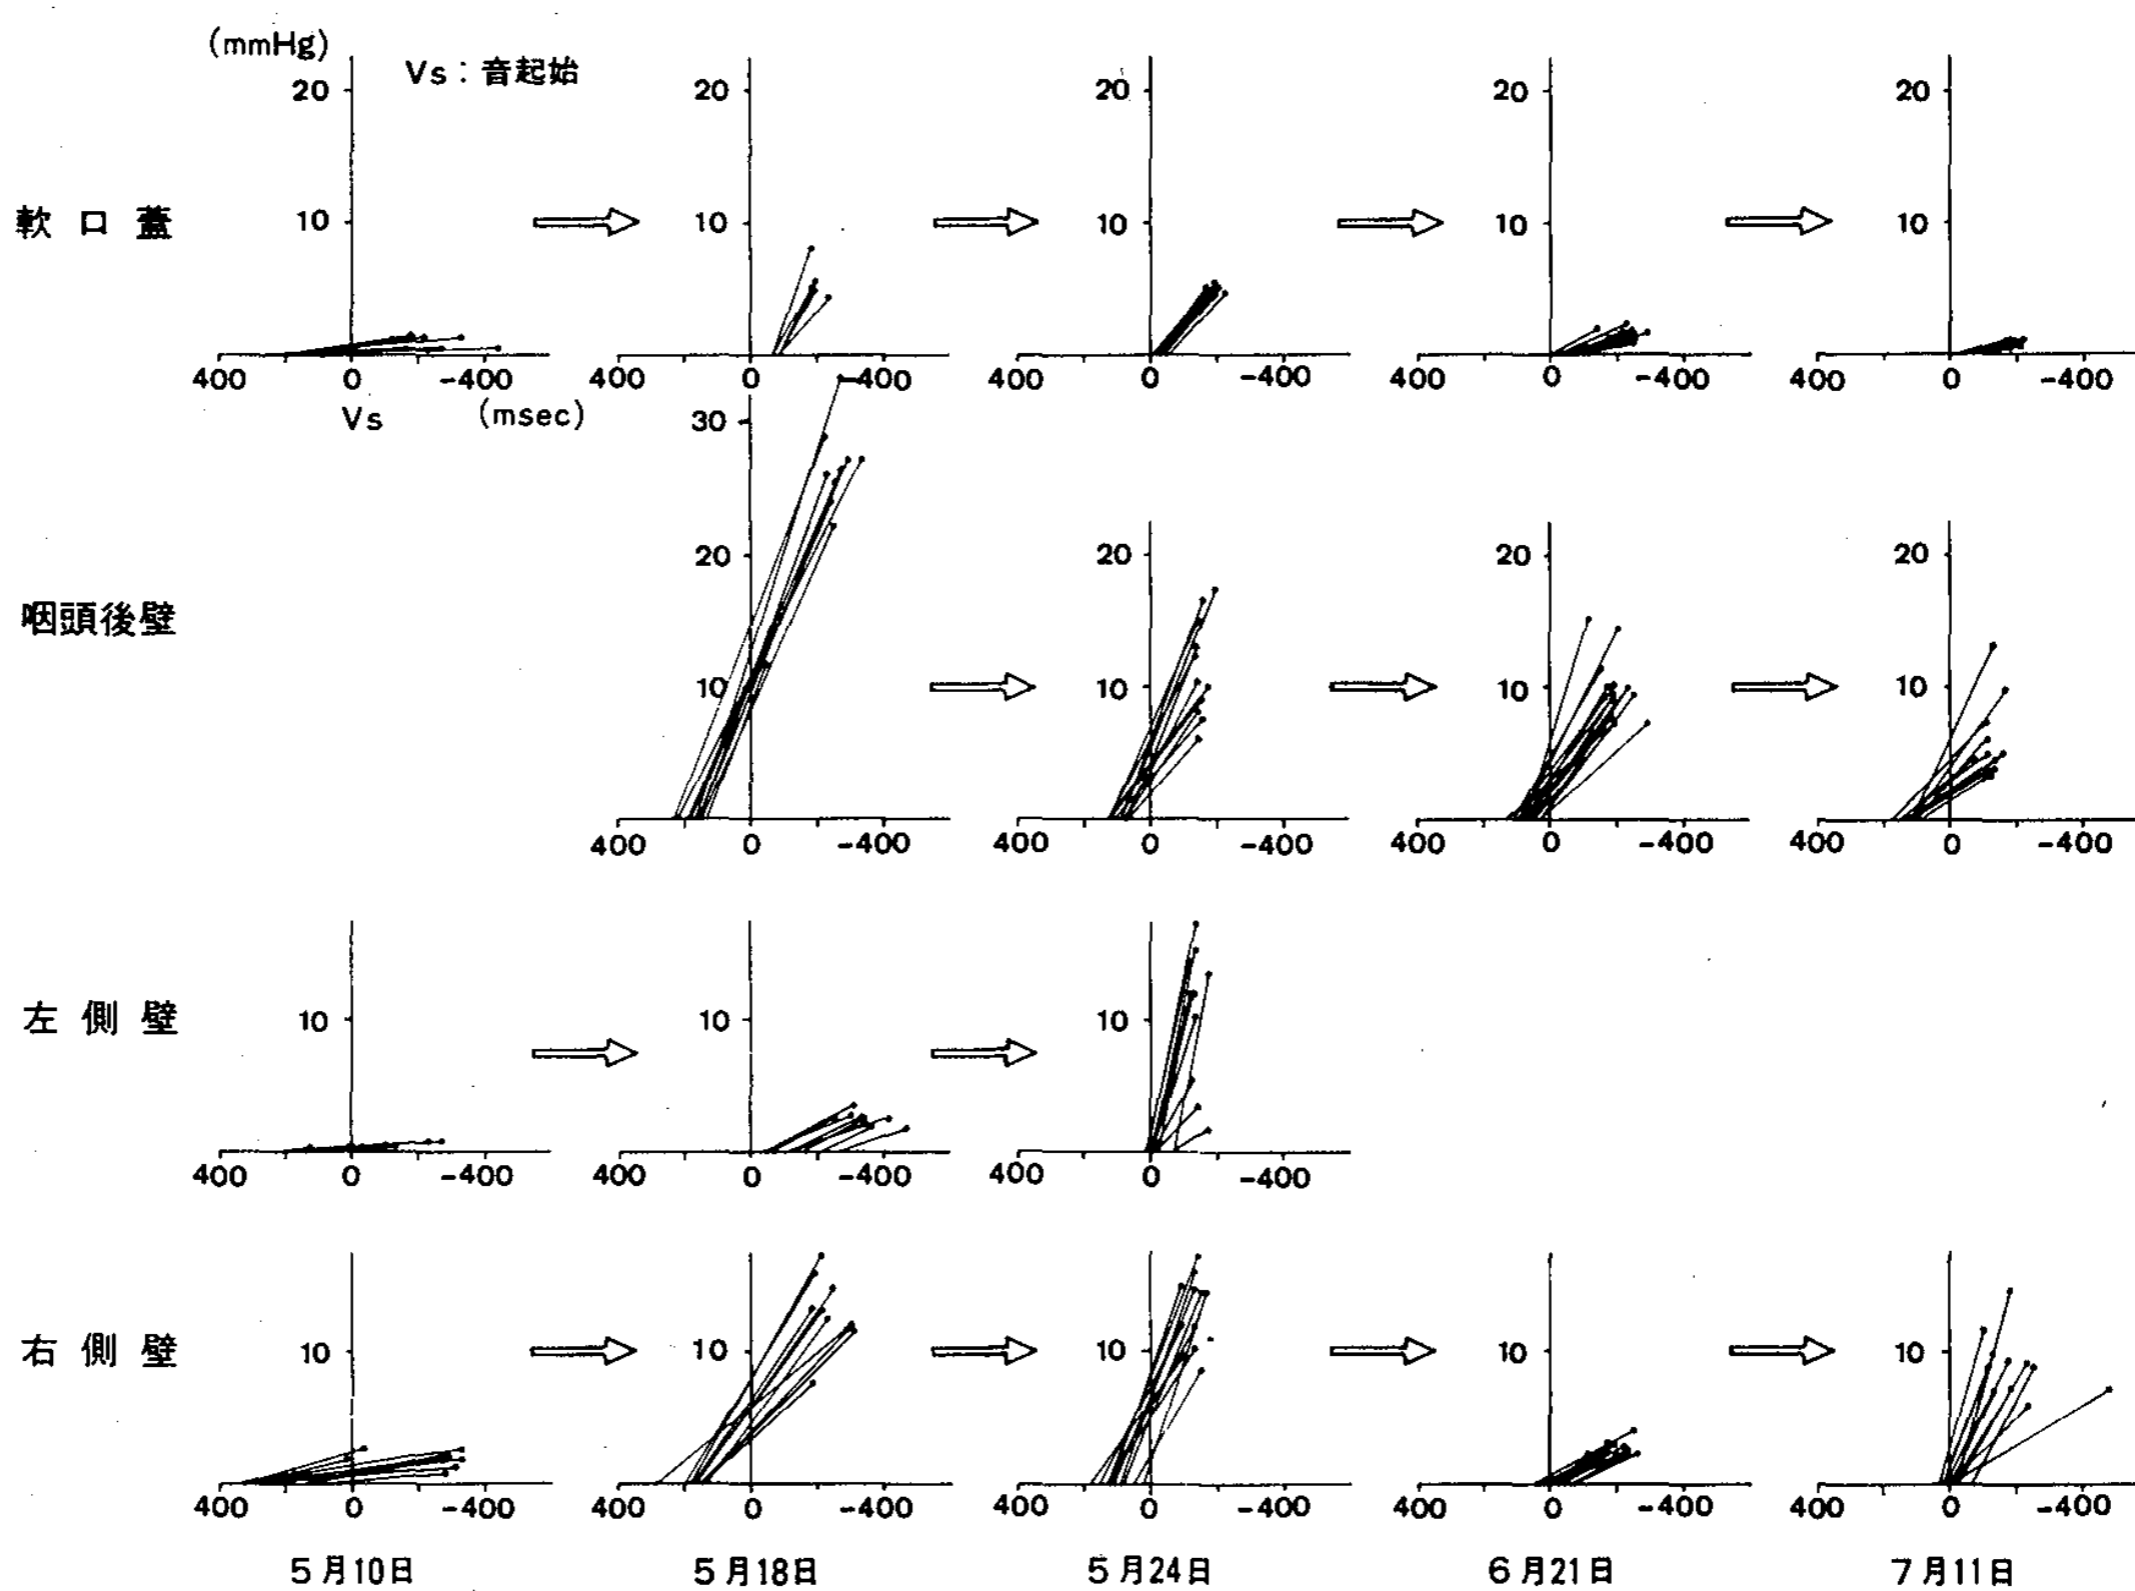 (mmHg)
Vs：音起始
20 20 20 20 20
軟口蓋 10 10 10 10 10
400 0 -400 400 0 -400 400 0 -400 400 0 -400 400 0 -400
Vs (msec)
30
20 20 20 20
咽頭後壁
10 10 10 10
400 0 -400 400 0 -400 400 0 -400 400 0 -400
左側壁 10 10 10
400 0 -400 400 0 -400 400 0 -400
右側壁 10 10 10 10 10
400 0 -400 400 0 -400 400 0 -400 400 0 -400 400 0 -400
5月10日 5月18日 5月24日 6月21日 7月11日